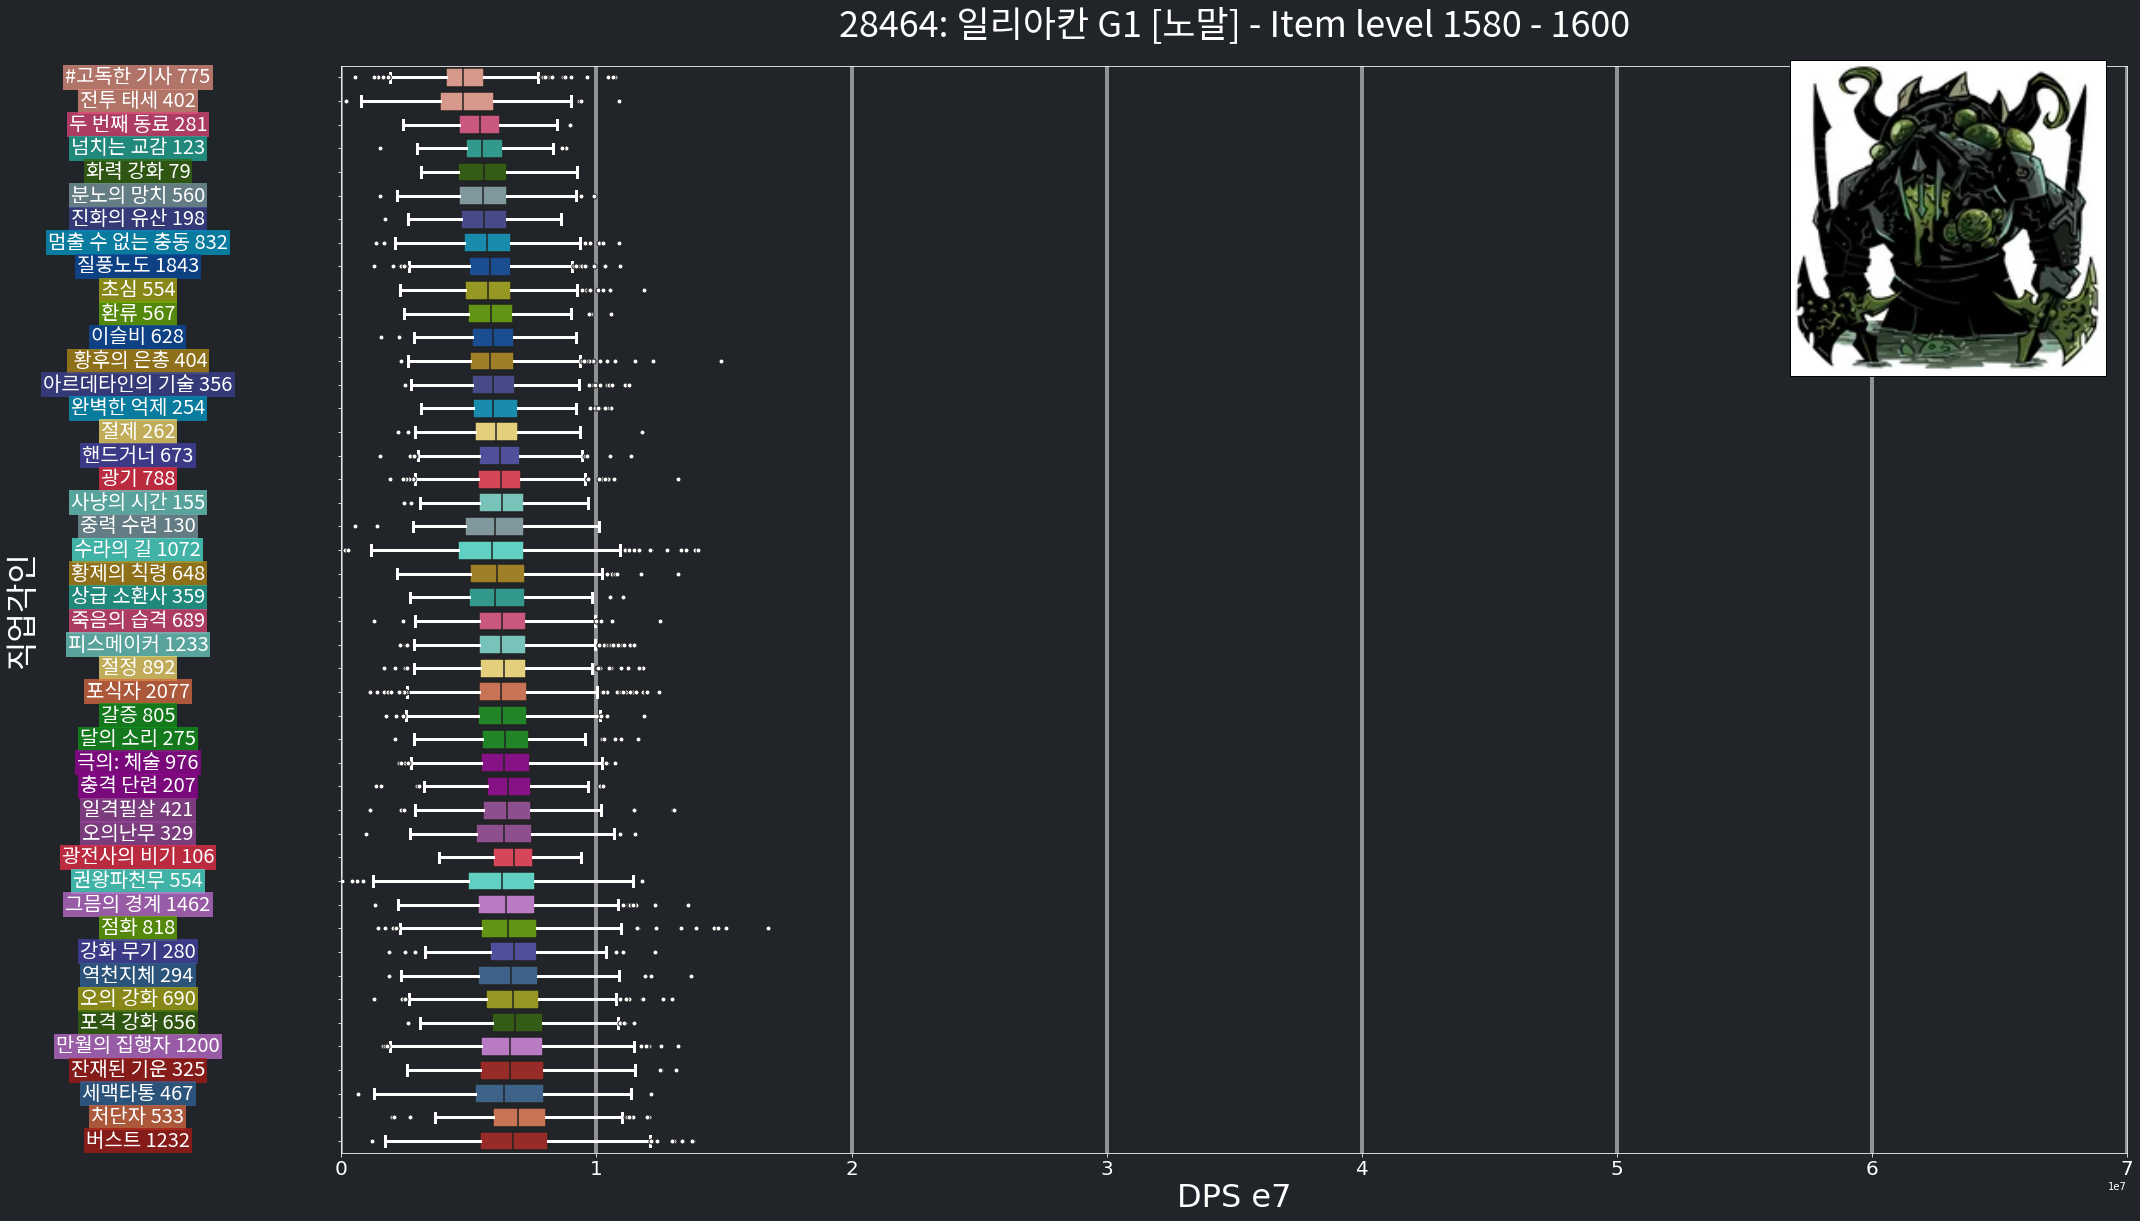 28464: 일리아칸 G1 [노말] - Item level 1580 - 1600
#고독한 기사 775
전투 태세 402
두 번째 동료 281
넘치는 교감 123
화력 강화 79
분노의 망치 560
진화의 유산 198
멈출 수 없는 충동 832
질풍노도 1843
초심 554
환류 567
이슬비 628
황후의 은총 404
아르데타인의 기술 356
완벽한 억제 254
절제 262
핸드거너 673
광기 788
사냥의 시간 155
중력 수련 130
수라의 길 1072
황제의 칙령 648
상급 소환사 359
죽음의 습격 689
피스메이커 1233
절정 892
포식자 2077
갈증 805
달의 소리 275
극의: 체술 976
충격 단련 207
일격필살 421
오의난무 329
광전사의 비기 106
권왕파천무 554
그믐의 경계 1462
점화 818
강화 무기 280
역천지체 294
오의 강화 690
포격 강화 656
만월의 집행자 1200
잔재된 기운 325
세맥타통 467
처단자 533
버스트 1232
직업각인
0 1 2 3 4 5 6 7
DPS e7
1e7